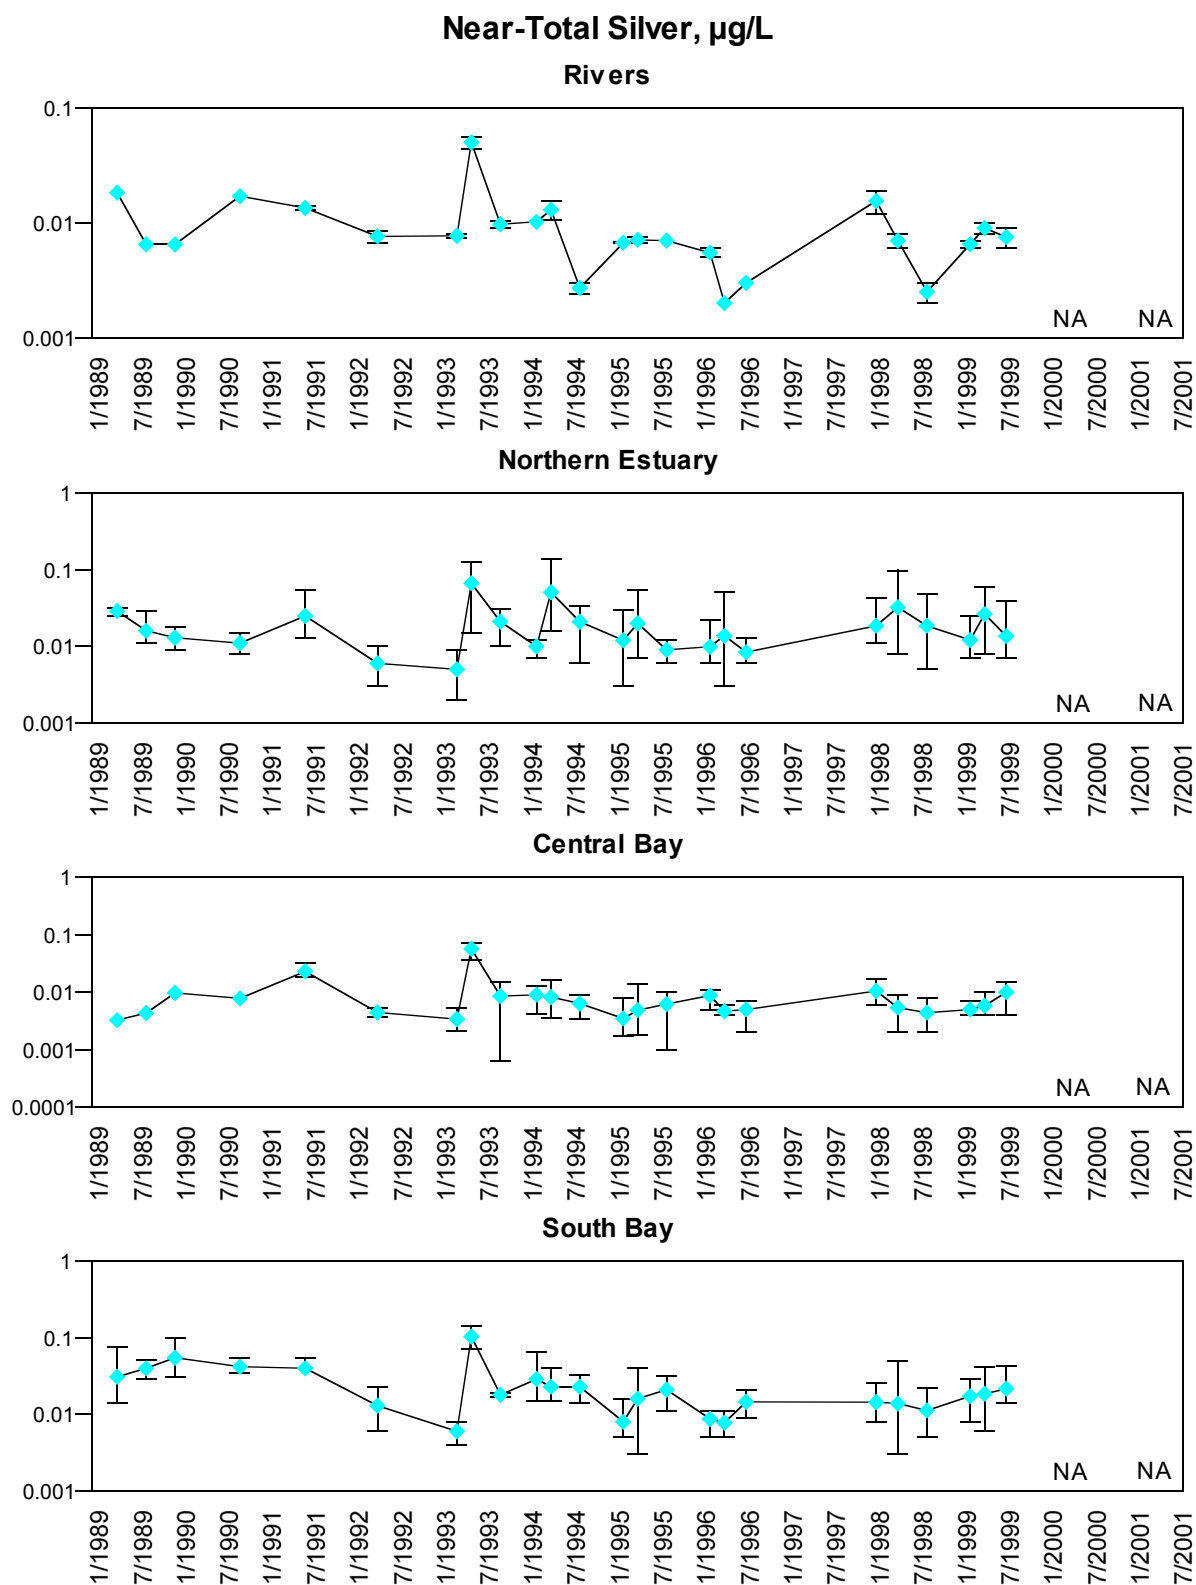 Near-Total Silver, µg/L
Rivers
0.1
0.01
0.001
NA NA
1/1989 7/1989 1/1990 7/1990 1/1991 7/1991 1/1992 7/1992 1/1993 7/1993 1/1994 7/1994 1/1995 7/1995 1/1996 7/1996 1/1997 7/1997 1/1998 7/1998 1/1999 7/1999 1/2000 7/2000 1/2001 7/2001
Northern Estuary
1
0.1
0.01
0.001
NA NA
1/1989 7/1989 1/1990 7/1990 1/1991 7/1991 1/1992 7/1992 1/1993 7/1993 1/1994 7/1994 1/1995 7/1995 1/1996 7/1996 1/1997 7/1997 1/1998 7/1998 1/1999 7/1999 1/2000 7/2000 1/2001 7/2001
Central Bay
1
0.1
0.01
0.001
0.0001
NA NA
1/1989 7/1989 1/1990 7/1990 1/1991 7/1991 1/1992 7/1992 1/1993 7/1993 1/1994 7/1994 1/1995 7/1995 1/1996 7/1996 1/1997 7/1997 1/1998 7/1998 1/1999 7/1999 1/2000 7/2000 1/2001 7/2001
South Bay
1
0.1
0.01
0.001
NA NA
1/1989 7/1989 1/1990 7/1990 1/1991 7/1991 1/1992 7/1992 1/1993 7/1993 1/1994 7/1994 1/1995 7/1995 1/1996 7/1996 1/1997 7/1997 1/1998 7/1998 1/1999 7/1999 1/2000 7/2000 1/2001 7/2001